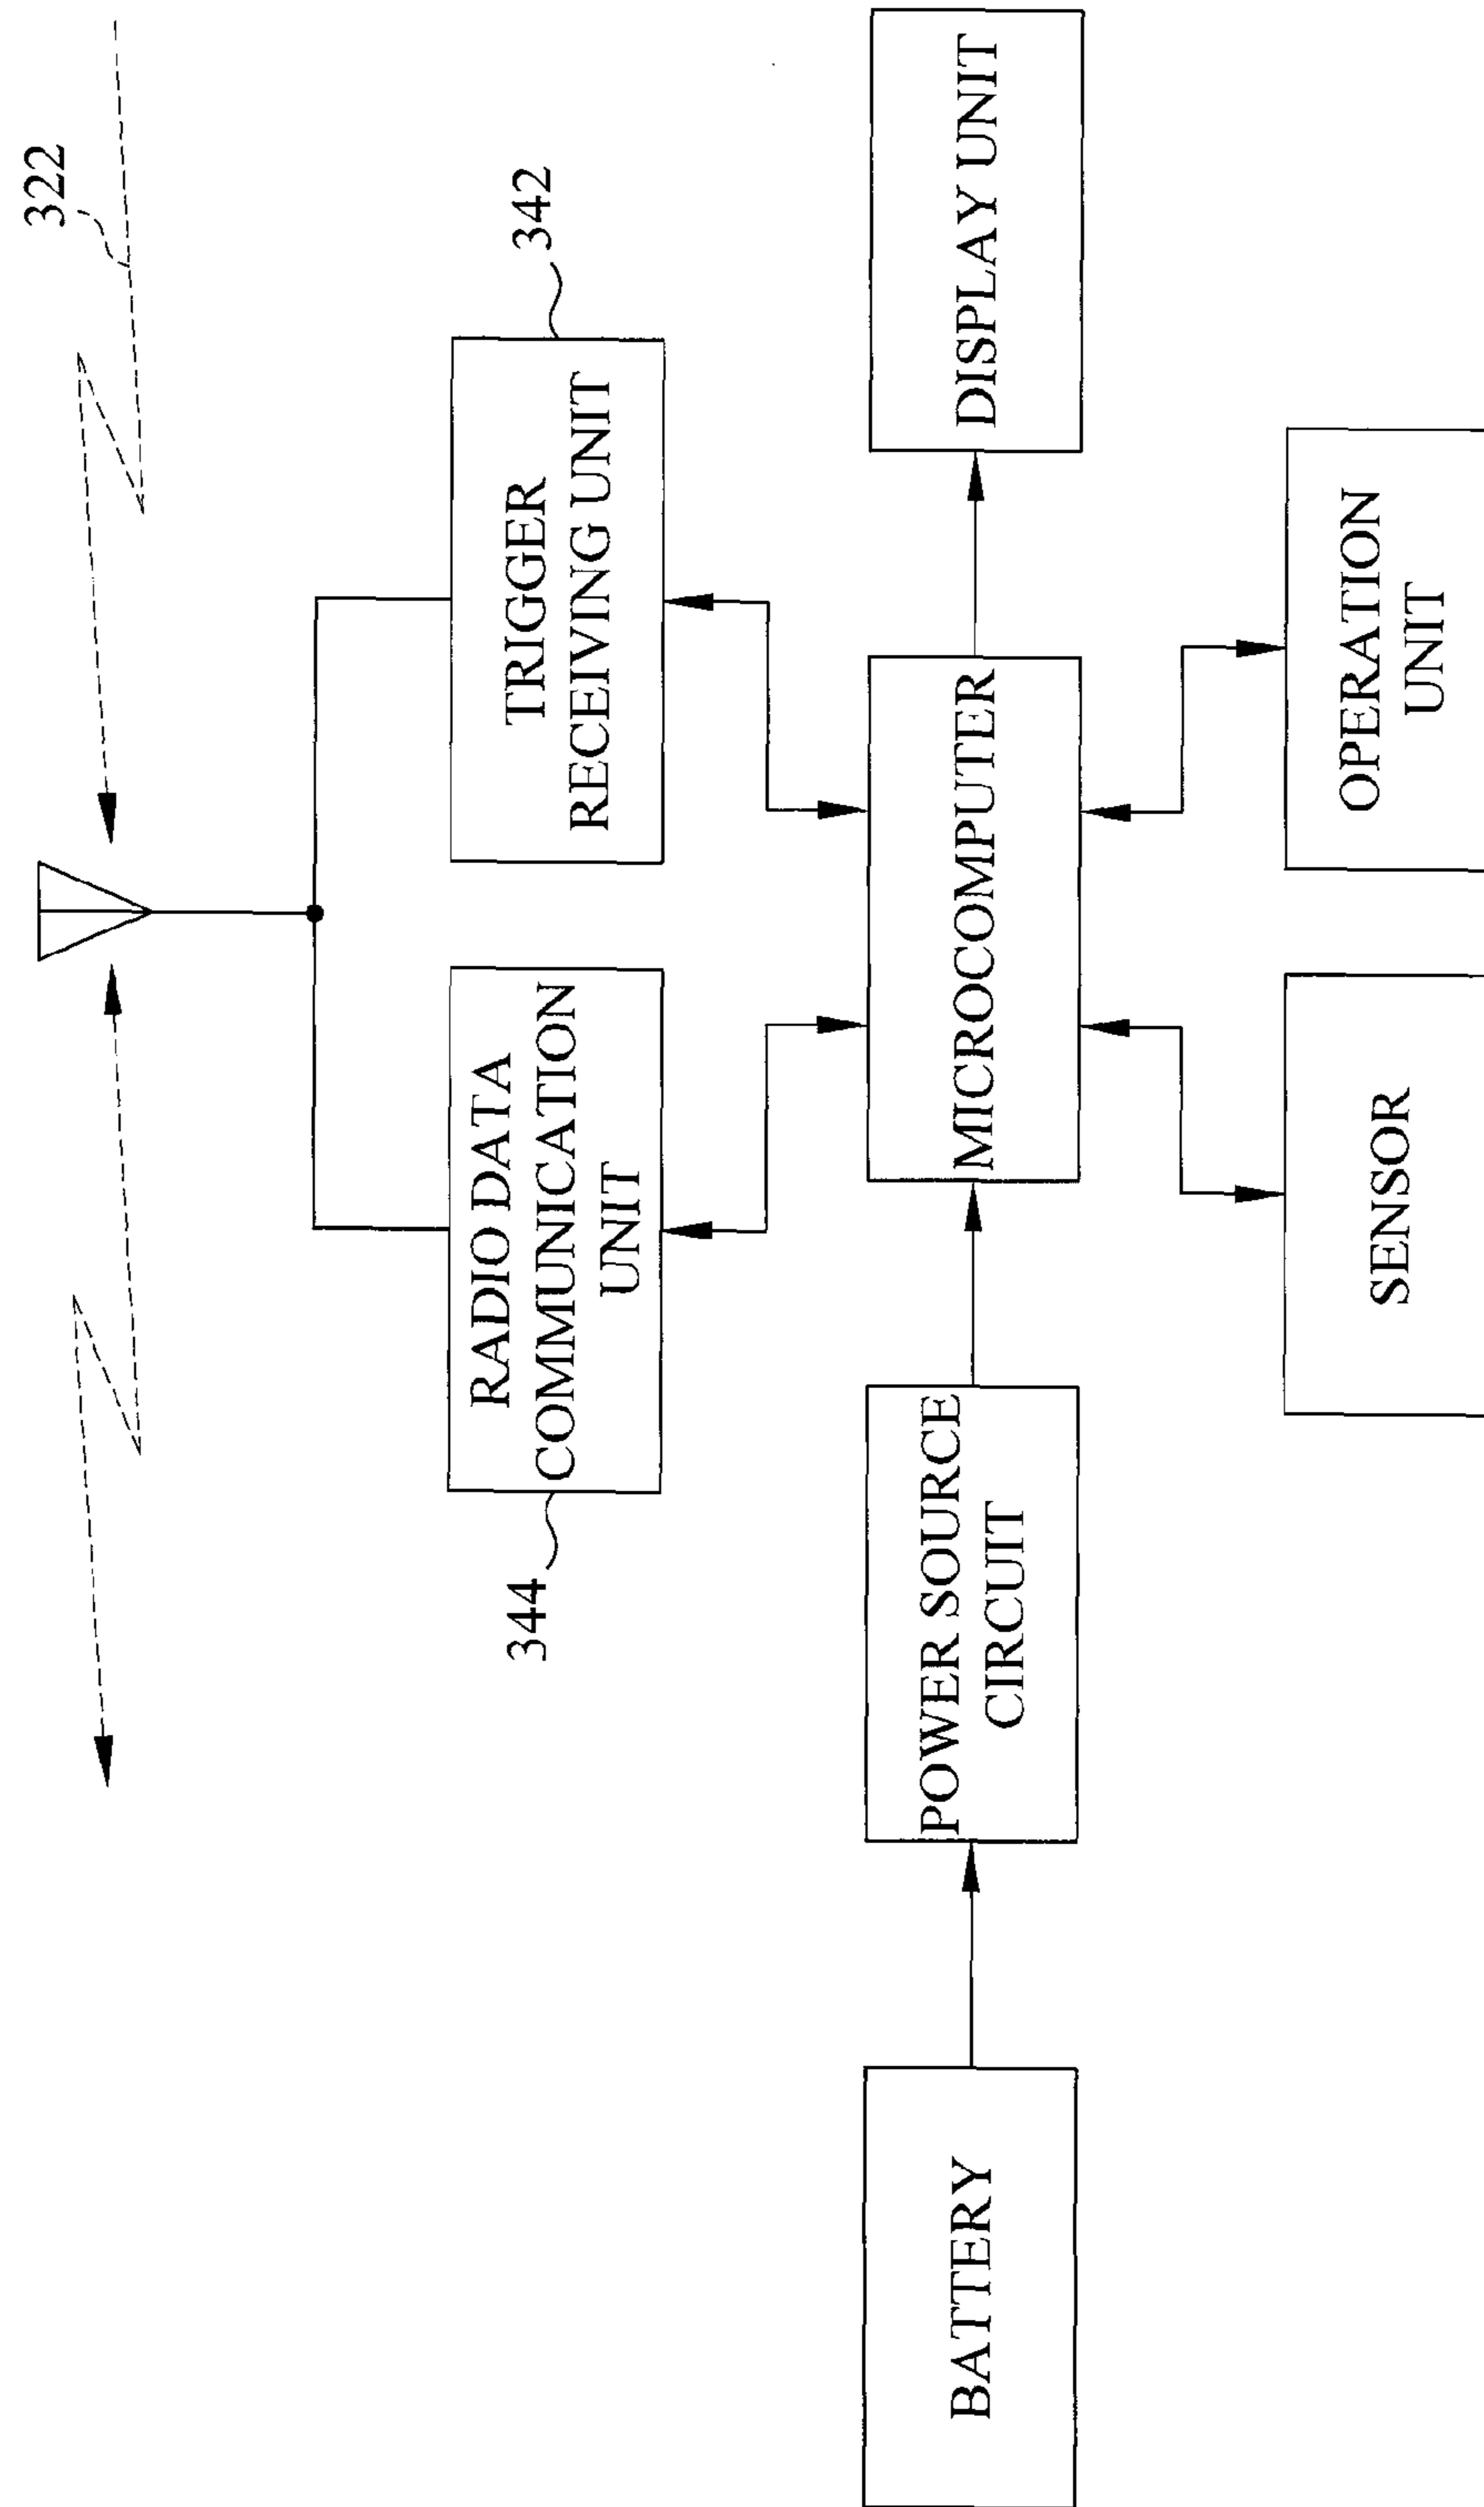 322
342
344
RADIO DATA
COMMUNICATION
UNIT
TRIGGER
RECEIVING UNIT
BATTERY
POWER SOURCE
CIRCUIT
MICROCOMPUTER
DISPLAY UNIT
SENSOR
OPERATION
UNIT